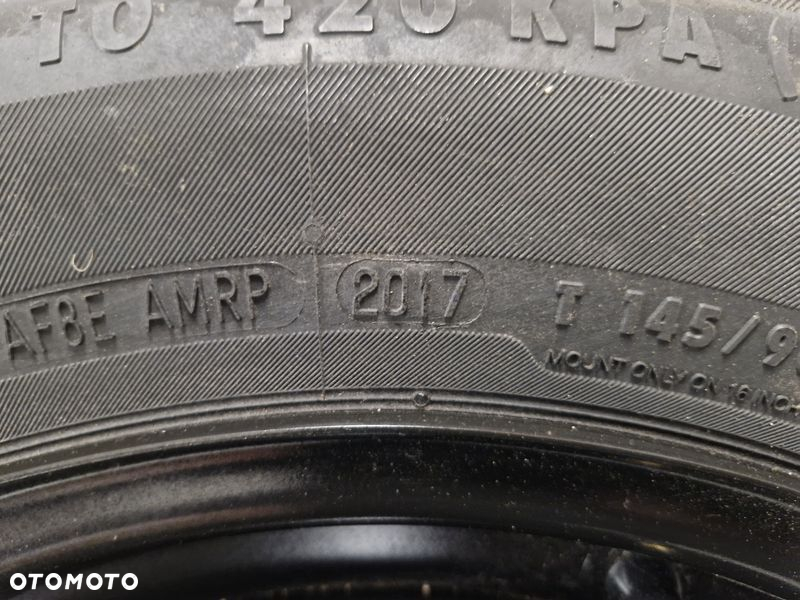 TO 420 KPA (
AF8E AMRP 2017 T 145/9
MOUNT ONLY ON 16 INCH
OTOMOTO